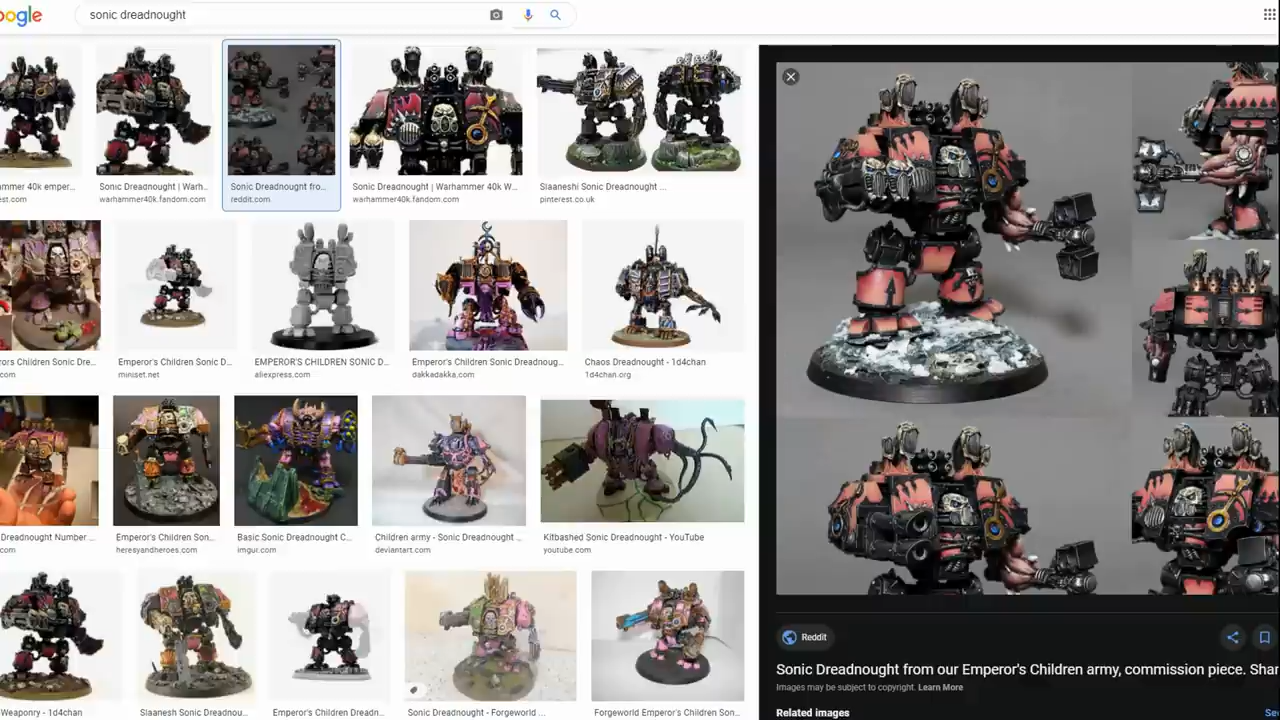 oogle
sonic dreadnought
ammer 40k emper...
est.com
Sonic Dreadnought | Warh...
warhammer40k.fandom.com
Sonic Dreadnought fro...
reddit.com
Sonic Dreadnought | Warhammer 40k W...
warhammer40k.fandom.com
Slaaneshi Sonic Dreadnought ...
pinterest.co.uk
rors Children Sonic Dre...
.com
Emperor's Children Sonic D...
miniset.net
EMPEROR'S CHILDREN SONIC D...
aliexpress.com
Emperor's Children Sonic Dreadnoug...
dakkadakka.com
Chaos Dreadnought - 1d4chan
1d4chan.org
Dreadnought Number ...
.com
Emperor's Children Son...
heresyandheroes.com
Basic Sonic Dreadnought C...
imgur.com
Children army - Sonic Dreadnought ...
deviantart.com
Kitbashed Sonic Dreadnought - YouTube
youtube.com
Weaponry - 1d4chan
Slaanesh Sonic Dreadnou...
Emperor's Children Dreadn...
Sonic Dreadnought - Forgeworld ...
Forgeworld Emperor's Children Son...
Reddit
Sonic Dreadnought from our Emperor's Children army, commission piece. Shar
Images may be subject to copyright. Learn More
Related images
See